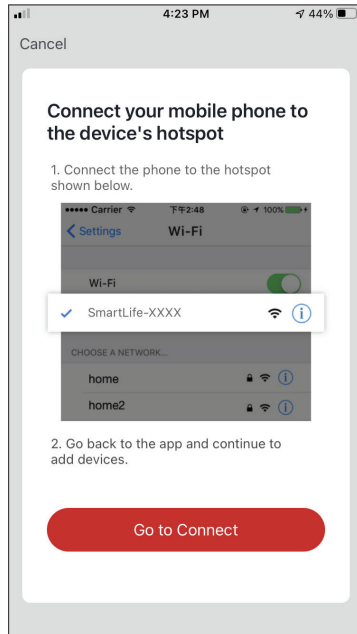 4:23 PM 44%
Cancel
Connect your mobile phone to
the device's hotspot
1. Connect the phone to the hotspot
shown below.
Carrier 下午2:48 100%
Settings Wi-Fi
Wi-Fi
SmartLife-XXXX
CHOOSE A NETWORK...
home
home2
2. Go back to the app and continue to
add devices.
Go to Connect